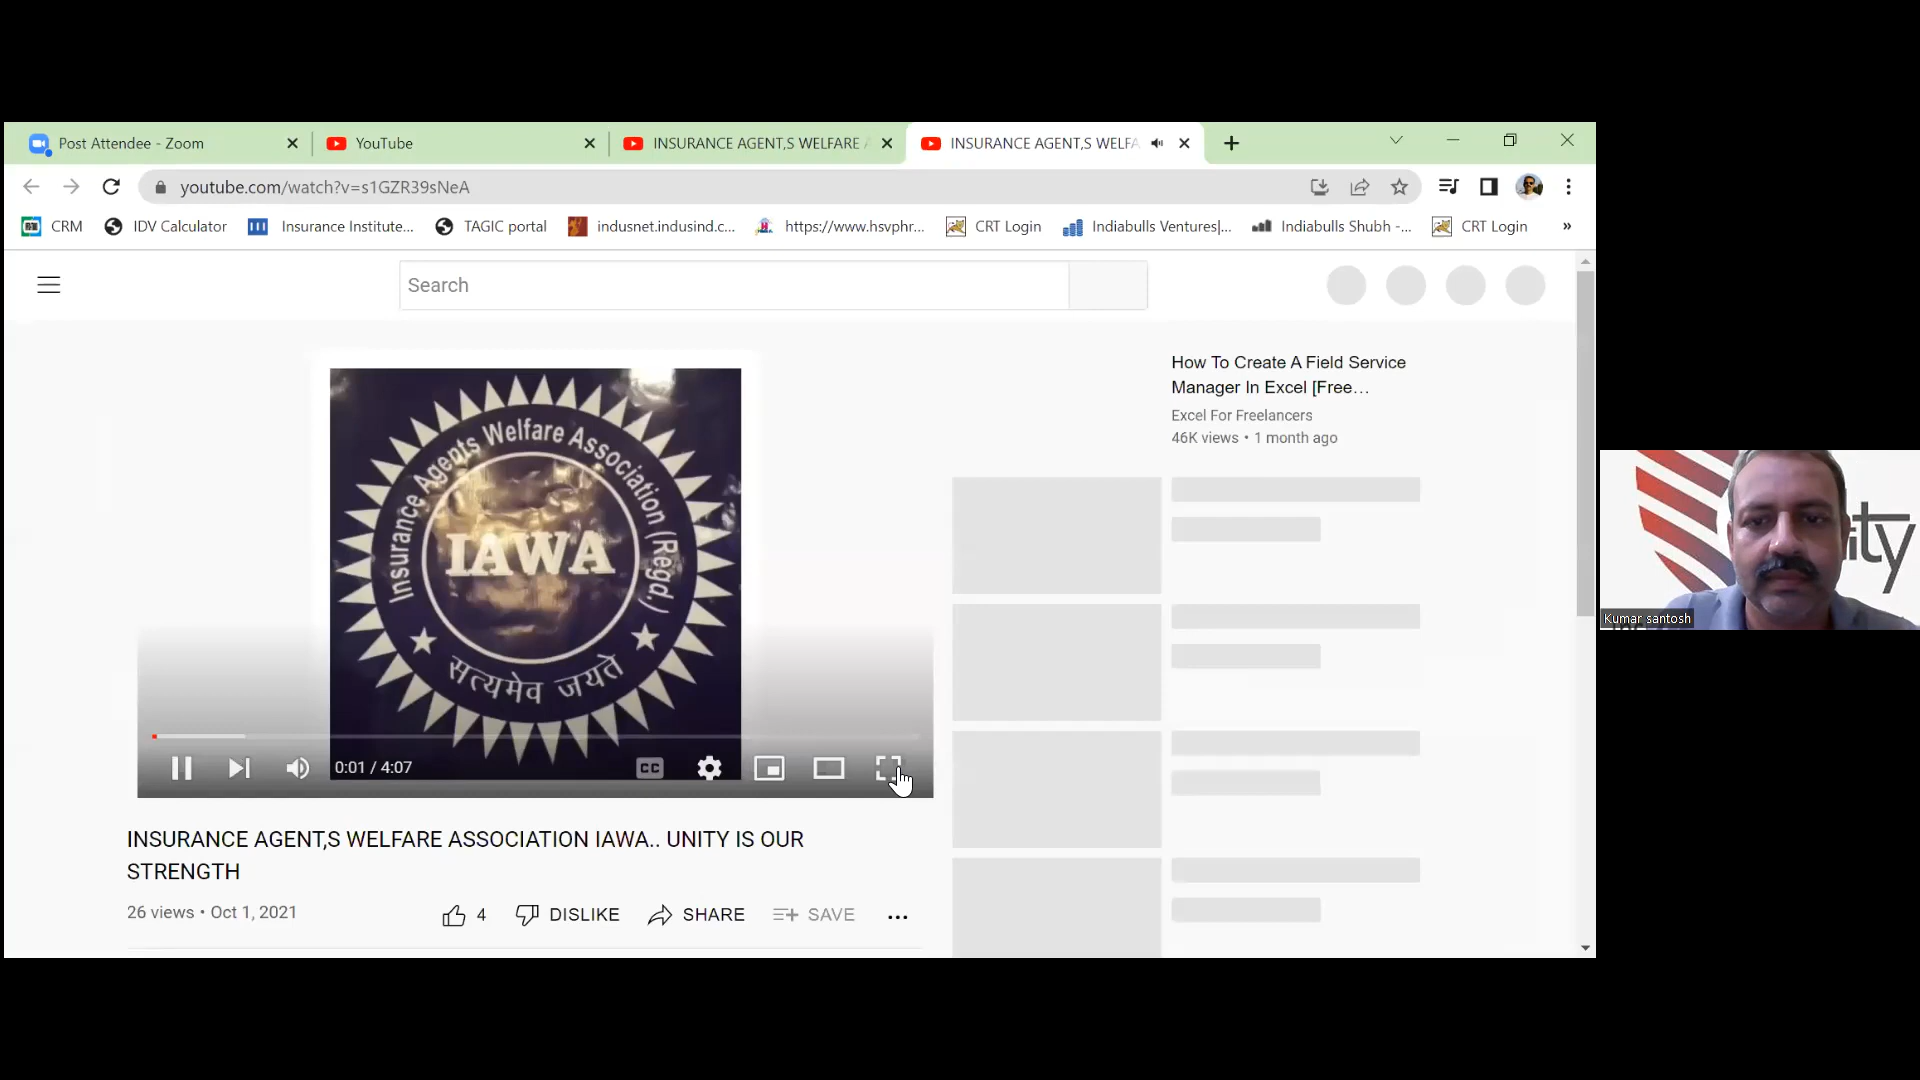 Post Attendee - Zoom
YouTube
INSURANCE AGENT,S WELFARE
INSURANCE AGENT,S WELFA
youtube.com/watch?v=s1GZR39sNeA
CRM
IDV Calculator
Insurance Institute...
TAGIC portal
indusnet.indusind.c...
https://www.hsvphr...
CRT Login
Indiabulls Ventures|...
Indiabulls Shubh -...
CRT Login
»
Search
How To Create A Field Service
Manager In Excel [Free...
Excel For Freelancers
46K views • 1 month ago
Insurance Agents Welfare Association (Regd.)
IAWA
सत्यमेव जयते
0:01 / 4:07
CC
INSURANCE AGENT,S WELFARE ASSOCIATION IAWA.. UNITY IS OUR
STRENGTH
26 views • Oct 1, 2021
4
DISLIKE
SHARE
SAVE
ity
Kumar santosh